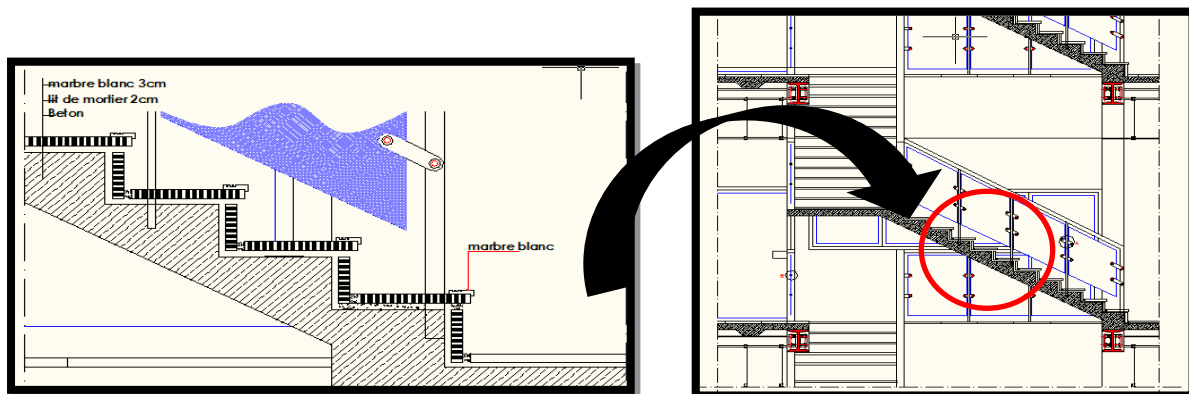 marbre blanc 3cm
lit de mortier 2cm
Beton
marbre blanc